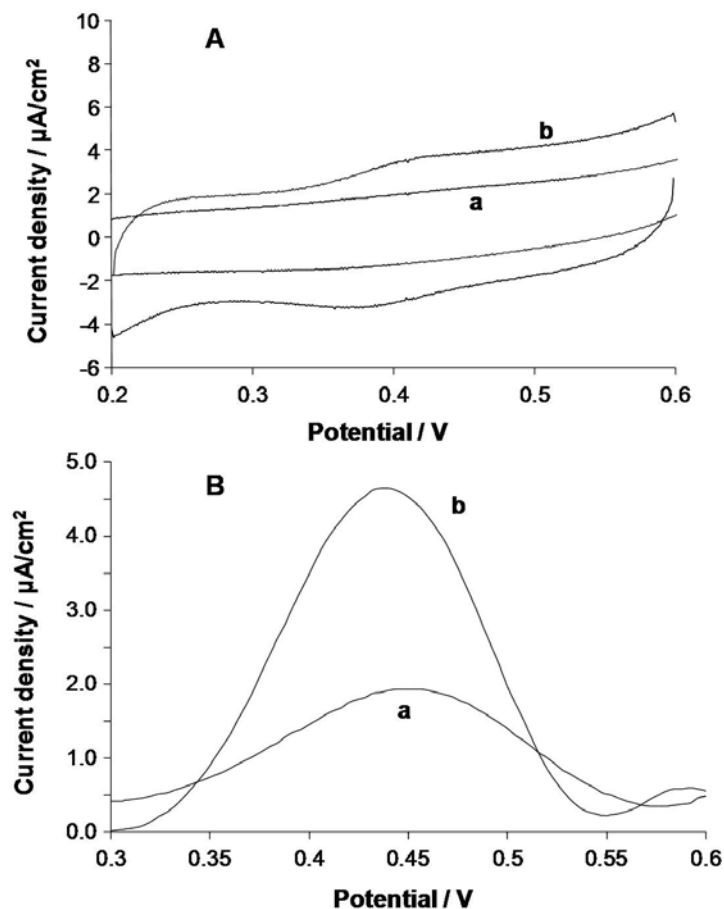 A
Current density / µA/cm²
10
8
6
4
2
0
-2
-4
-6
b
a
0.2 0.3 0.4 0.5 0.6
Potential / V
B
Current density / µA/cm²
5.0
4.0
3.0
2.0
1.0
0.0
b
a
0.3 0.35 0.4 0.45 0.5 0.55 0.6
Potential / V